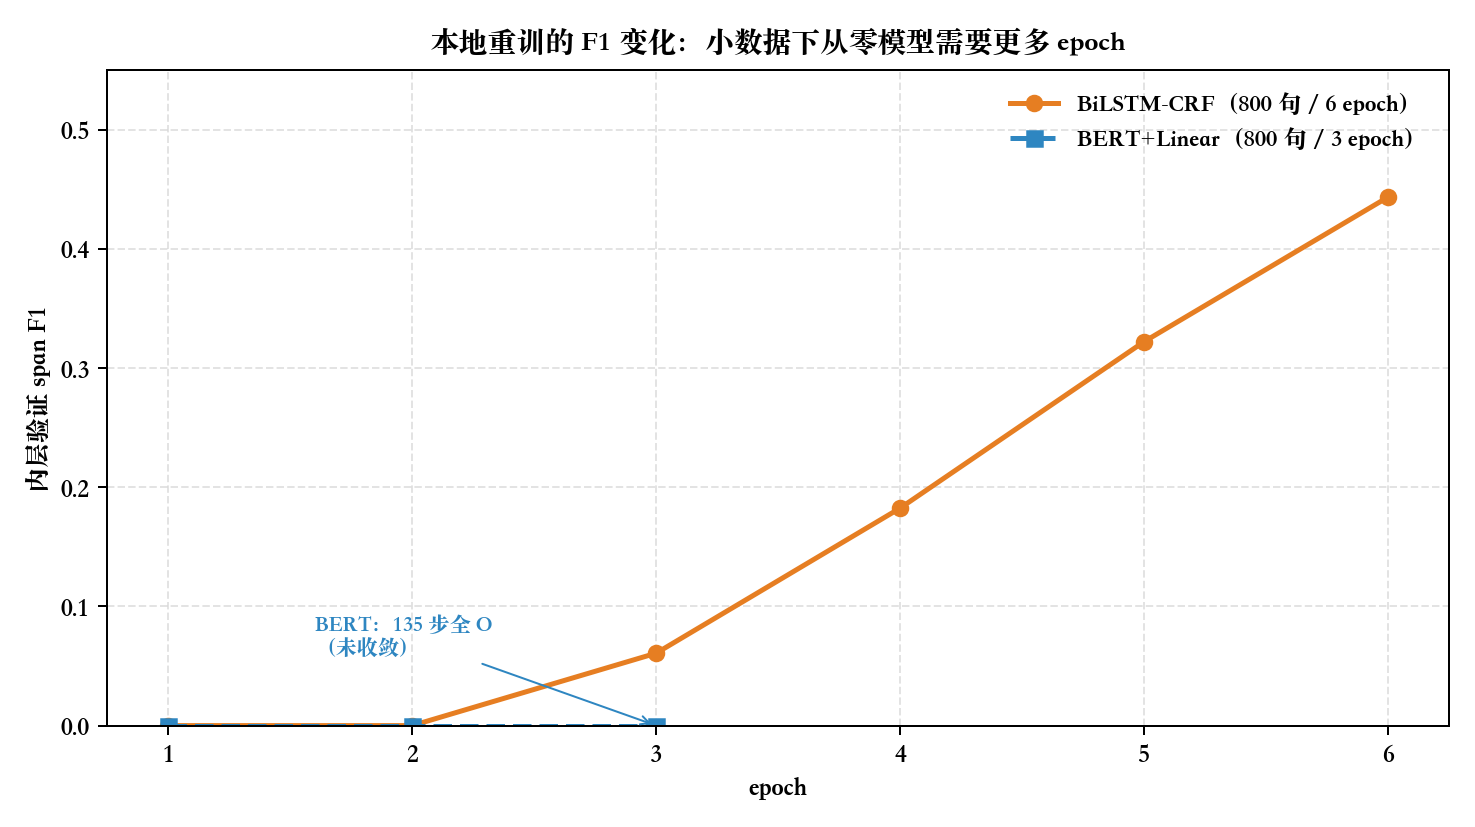 本地重训的 F1 变化：小数据下从零模型需要更多 epoch
BiLSTM-CRF（800 句 / 6 epoch）
BERT+Linear（800 句 / 3 epoch）
内层验证 span F1
0.5
0.4
0.3
0.2
0.1
0.0
BERT：135 步全 O
（未收敛）
1
2
3
4
5
6
epoch